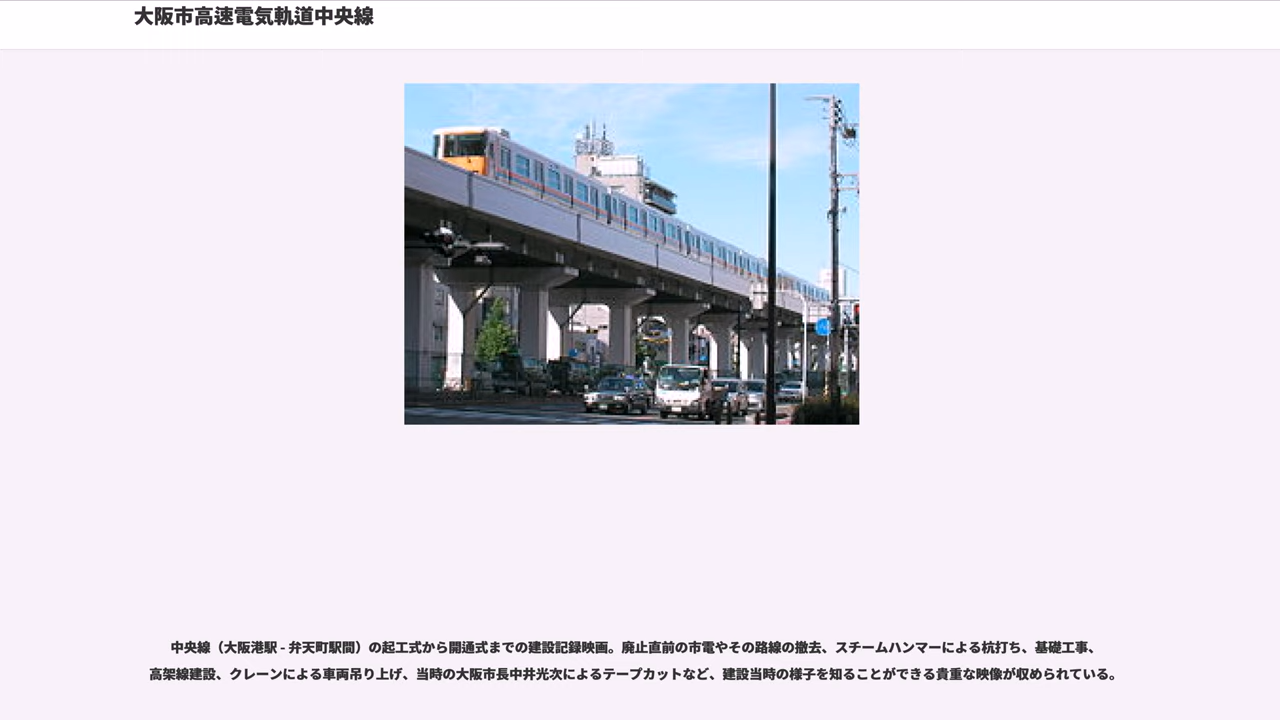 大阪市高速電気軌道中央線
中央線（大阪港駅 - 弁天町駅間）の起工式から開通式までの建設記録映画。廃止直前の市電やその路線の撤去、スチームハンマーによる杭打ち、基礎工事、
高架線建設、クレーンによる車両吊り上げ、当時の大阪市長中井光次によるテープカットなど、建設当時の様子を知ることができる貴重な映像が収められている。